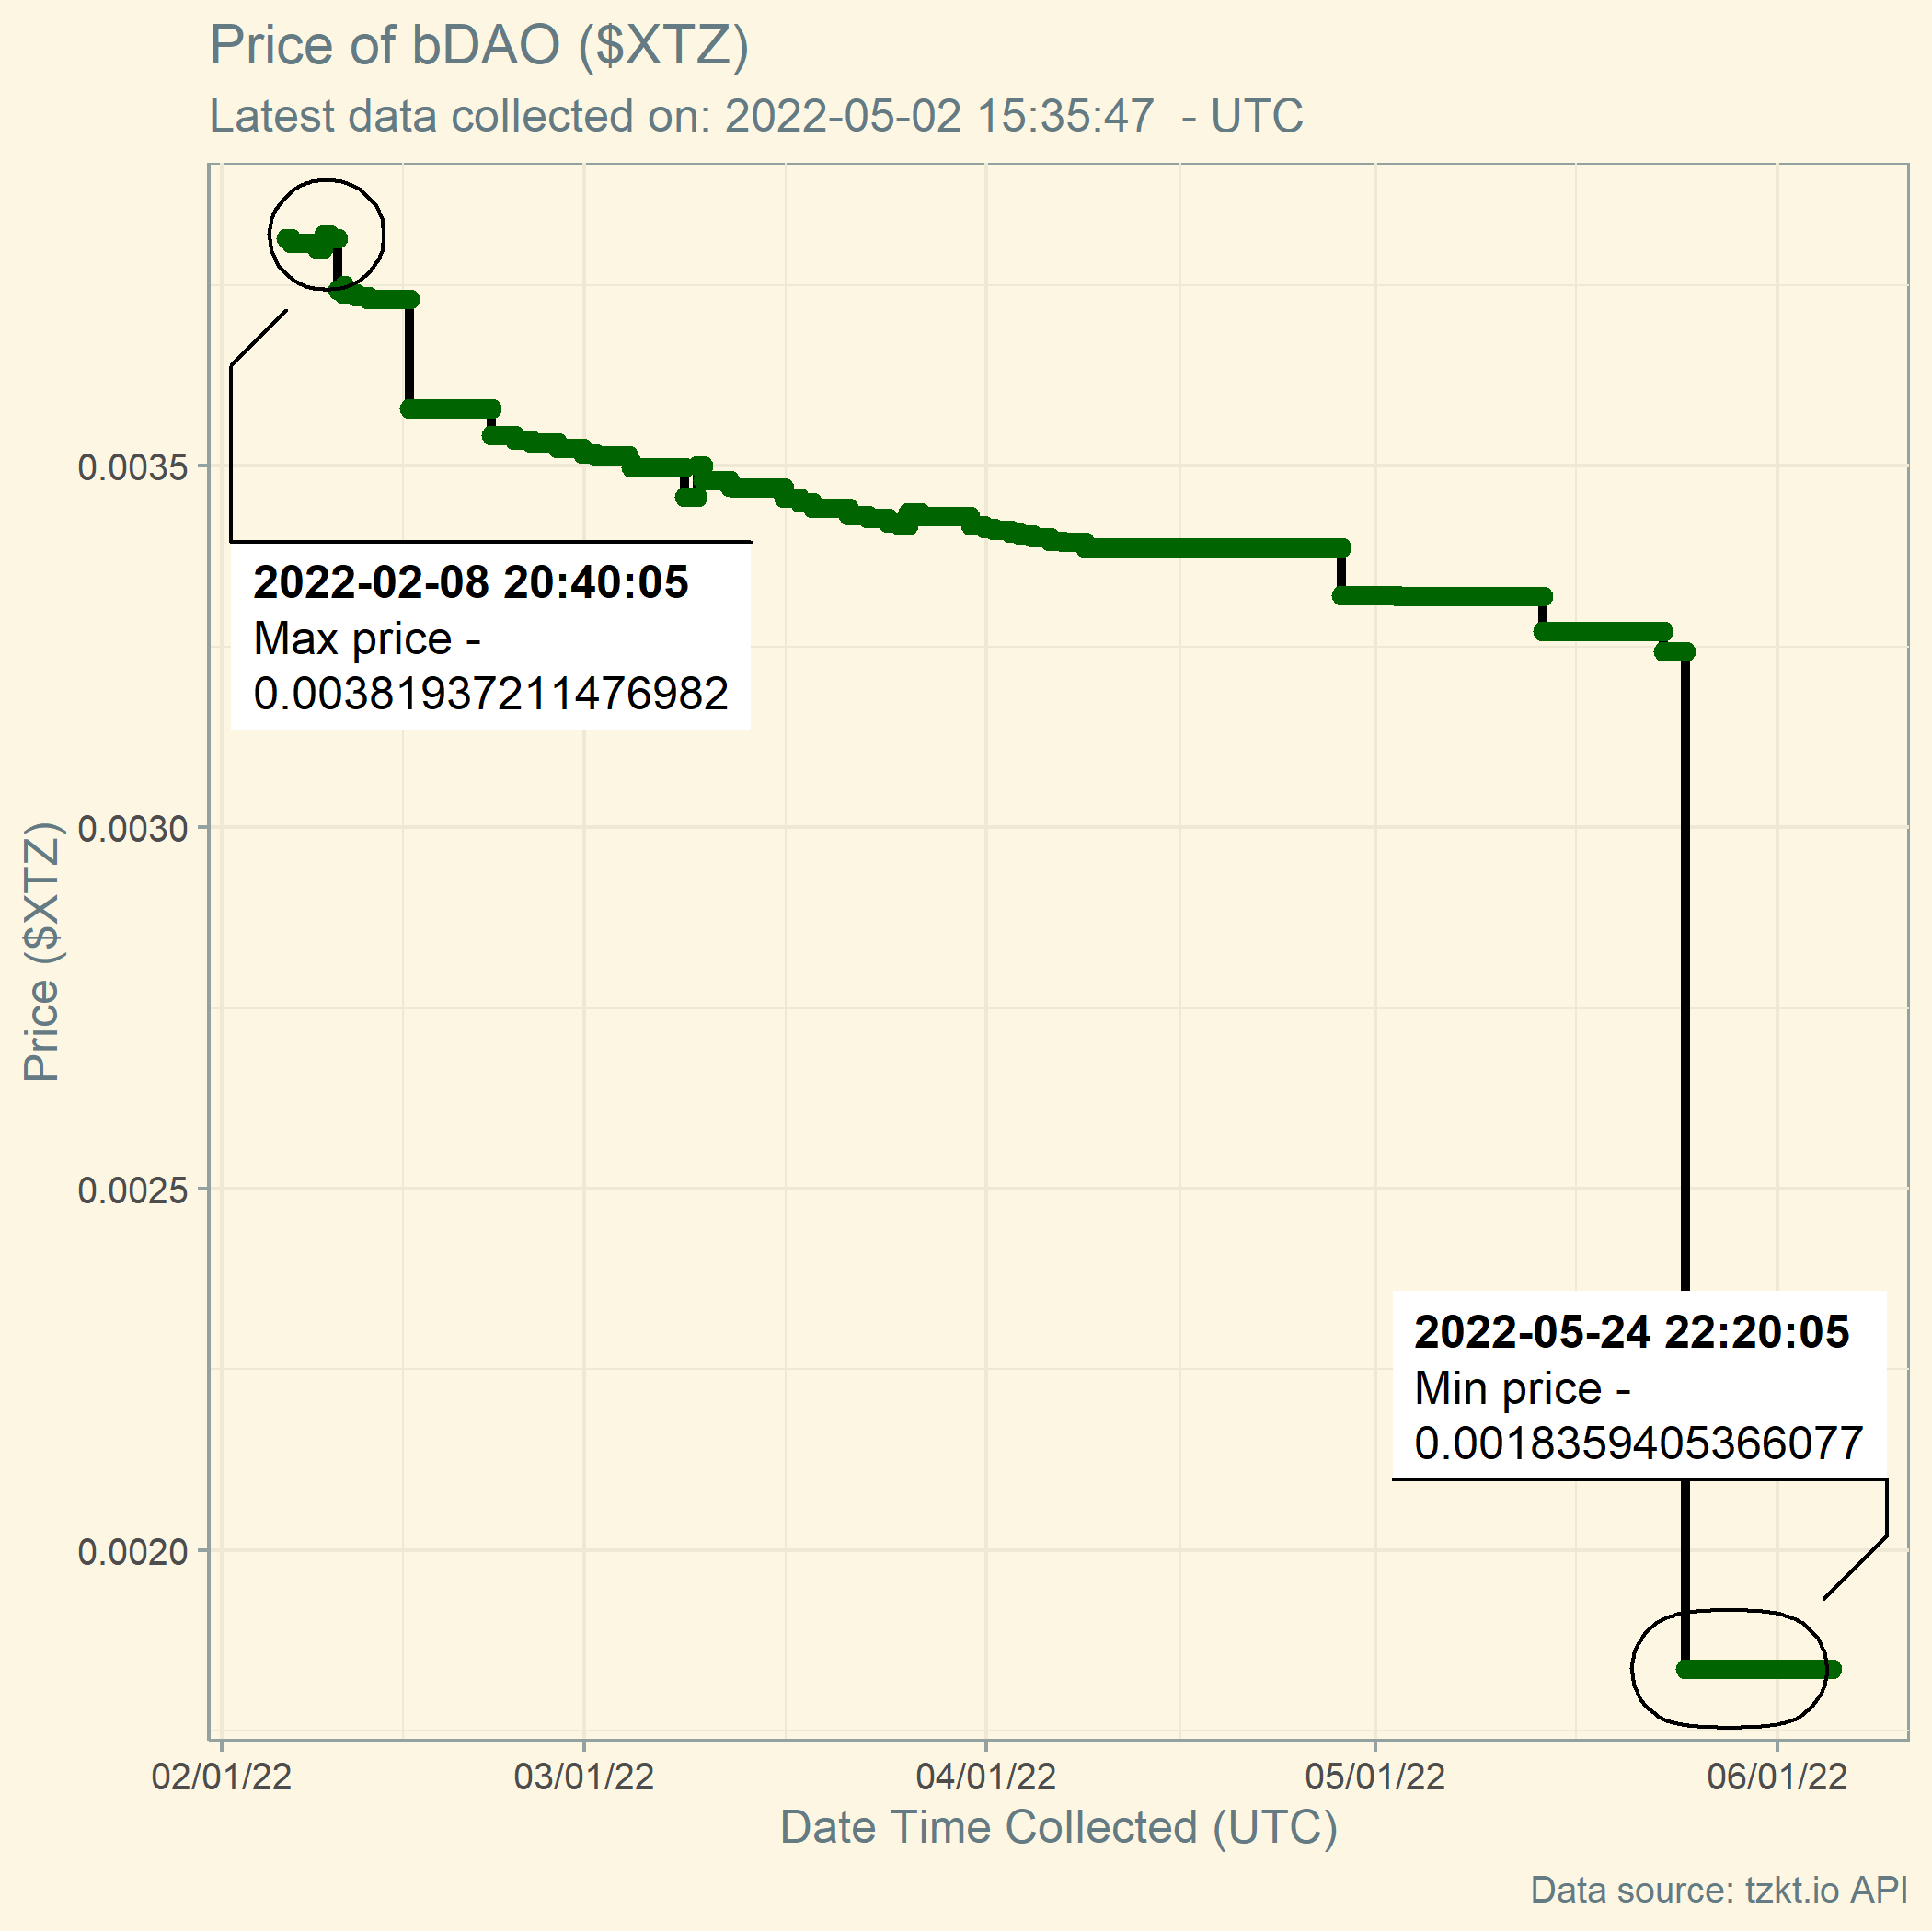 Price of bDAO ($XTZ)
Latest data collected on: 2022-05-02 15:35:47  - UTC
2022-02-08 20:40:05
Max price -
0.00381937211476982
2022-05-24 22:20:05
Min price -
0.0018359405366077
Price ($XTZ)
0.0035
0.0030
0.0025
0.0020
02/01/22
03/01/22
04/01/22
05/01/22
06/01/22
Date Time Collected (UTC)
Data source: tzkt.io API